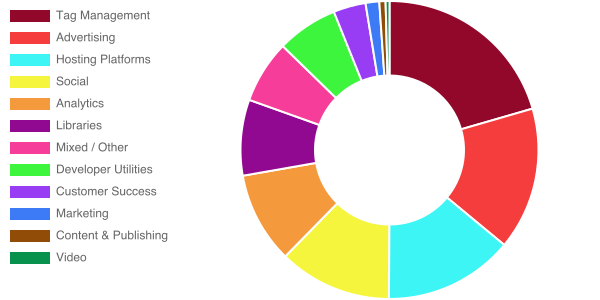 Tag Management
Advertising
Hosting Platforms
Social
Analytics
Libraries
Mixed / Other
Developer Utilities
Customer Success
Marketing
Content & Publishing
Video